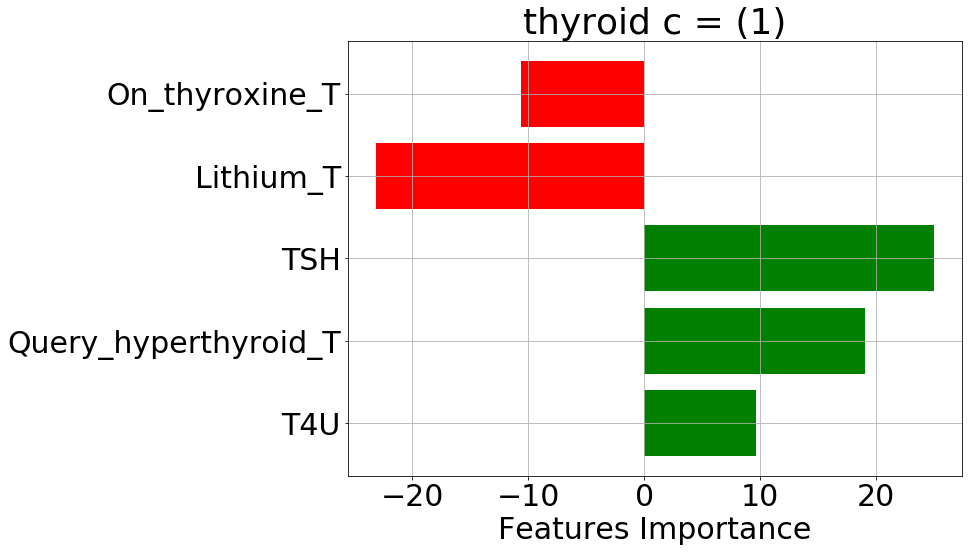 thyroid c = (1)
On_thyroxine_T
Lithium_T
TSH
Query_hyperthyroid_T
T4U
−20 −10 0 10 20
Features Importance